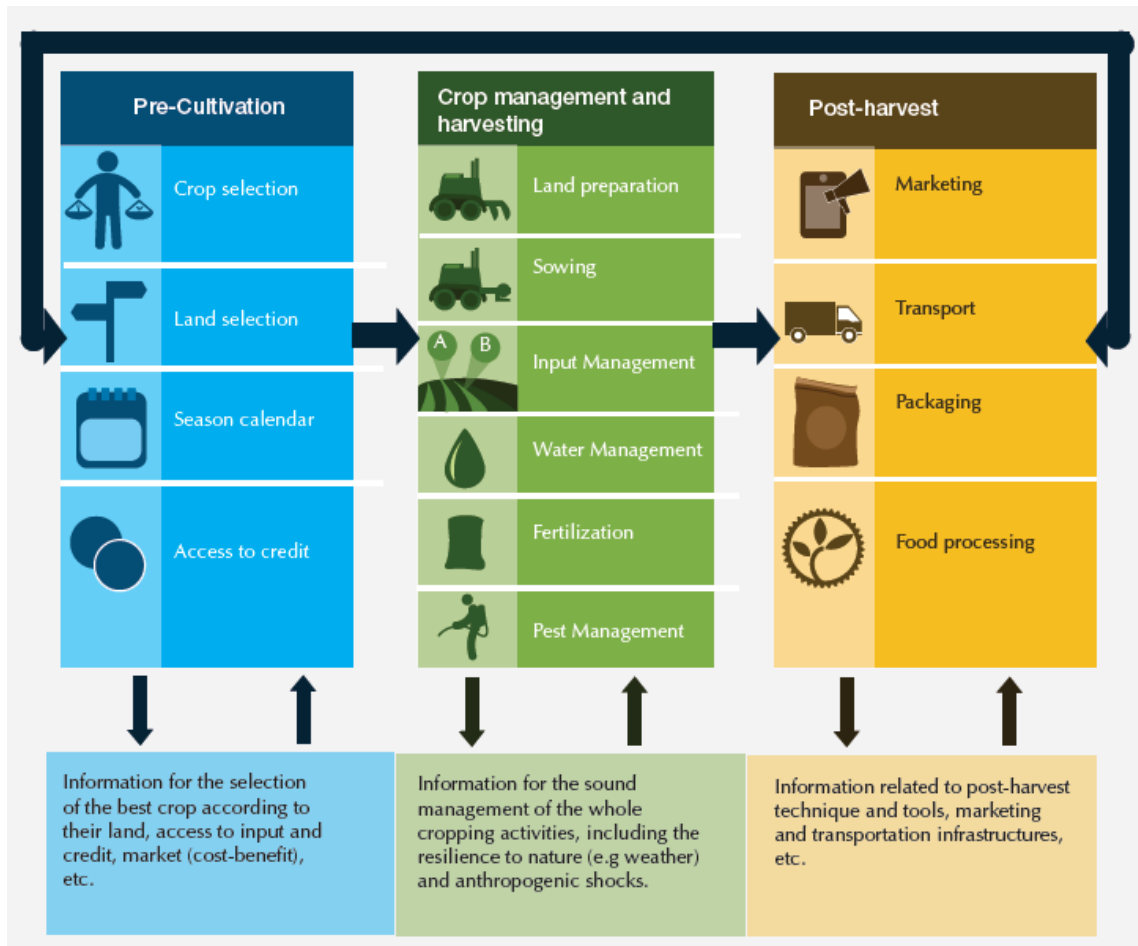 Pre-Cultivation
Crop selection
Land selection
Season calendar
Access to credit
Crop management and
harvesting
Land preparation
Sowing
A B
Input Management
Water Management
Fertilization
Pest Management
Post-harvest
Marketing
Transport
Packaging
Food processing
Information for the selection
of the best crop according to
their land, access to input and
credit, market (cost-benefit),
etc.
Information for the sound
management of the whole
cropping activities, including the
resilience to nature (e.g weather)
and anthropogenic shocks.
Information related to post-harvest
technique and tools, marketing
and transportation infrastructures,
etc.